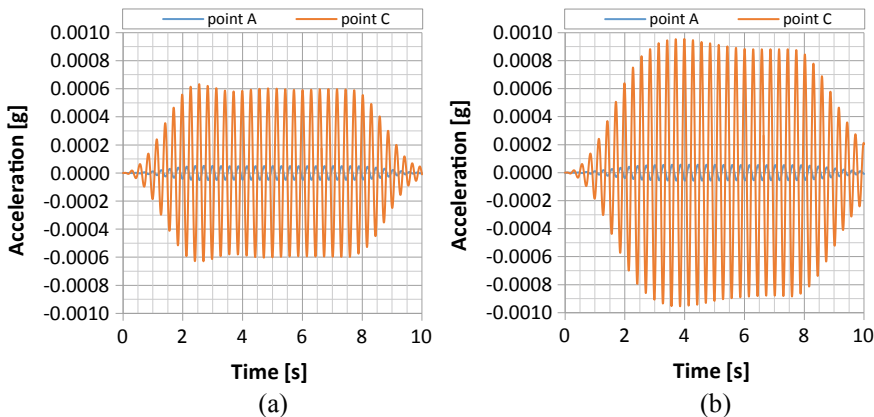 point A point C
0.0010
0.0008
0.0006
0.0004
0.0002
0.0000
-0.0002
-0.0004
-0.0006
-0.0008
-0.0010
Acceleration [g]
0 2 4 6 8 10
Time [s]
(a)
point A point C
0.0010
0.0008
0.0006
0.0004
0.0002
0.0000
-0.0002
-0.0004
-0.0006
-0.0008
-0.0010
Acceleration [g]
0 2 4 6 8 10
Time [s]
(b)